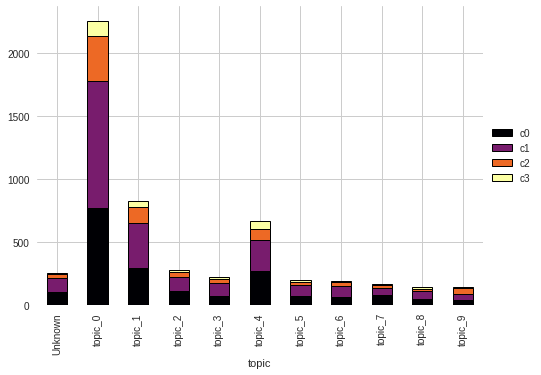 2000
1500
1000
500
0
c0
c1
c2
c3
Unknown
topic_0
topic_1
topic_2
topic_3
topic_4
topic_5
topic_6
topic_7
topic_8
topic_9
topic